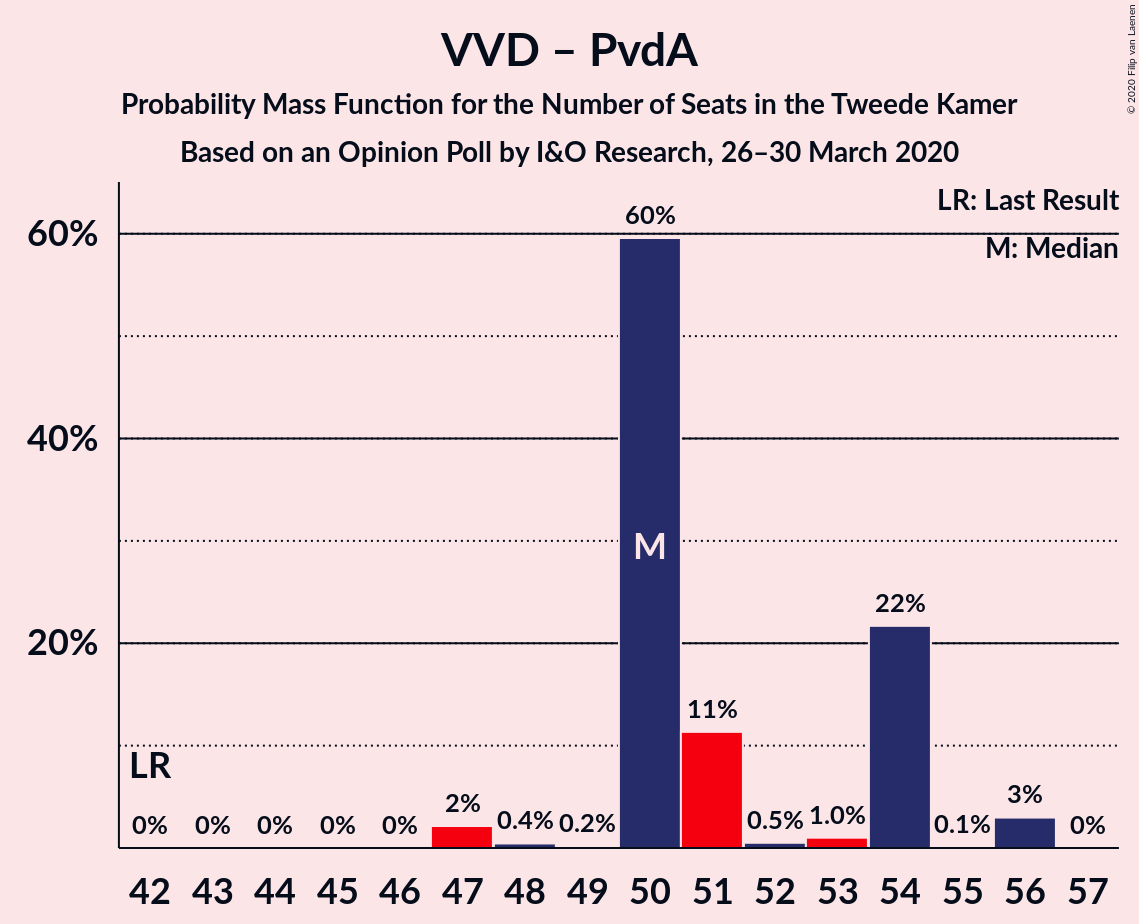 VVD – PvdA
Probability Mass Function for the Number of Seats in the Tweede Kamer
Based on an Opinion Poll by I&O Research, 26–30 March 2020
© 2020 Filip van Laenen
LR: Last Result
M: Median
60%
40%
20%
60%
M
22%
11%
LR
0% 0% 0% 0% 0% 2% 0.4% 0.2% 0.5% 1.0% 0.1% 3% 0%
42 43 44 45 46 47 48 49 50 51 52 53 54 55 56 57